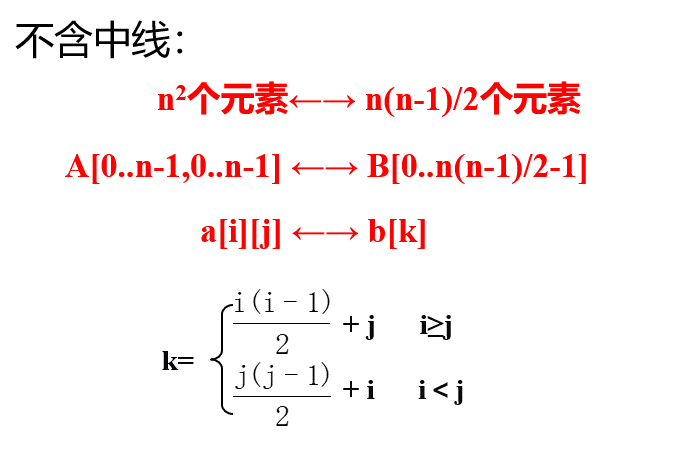 不含中线：
n²个元素←→ n(n-1)/2个元素
A[0..n-1,0..n-1] ←→ B[0..n(n-1)/2-1]
a[i][j] ←→ b[k]
i(i－1)
2
+ j i≥j
k=
j(j－1)
2
+ i i < j